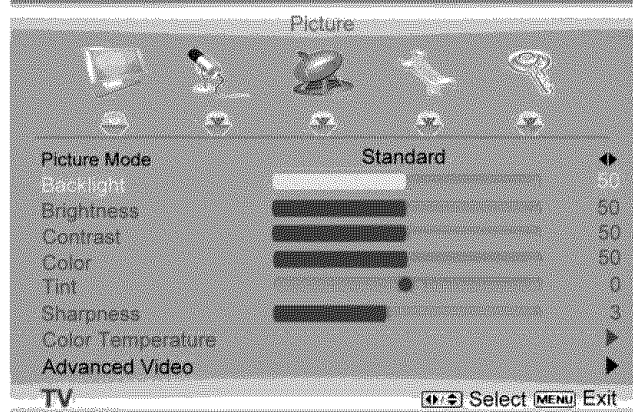 Picture
Picture Mode Standard
Backlight 50
Brightness 50
Contrast 50
Color 50
Tint 0
Sharpness 3
Color Temperature
Advanced Video
TV Select MENU Exit